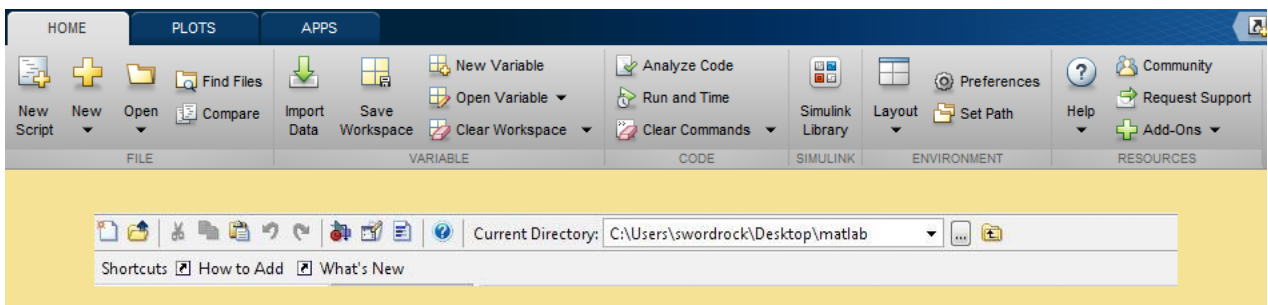 HOME PLOTS APPS
New Script
New
Open
Find Files
Compare
FILE
Import Data
Save Workspace
New Variable
Open Variable
Clear Workspace
VARIABLE
Analyze Code
Run and Time
Clear Commands
CODE
Simulink Library
SIMULINK
Layout
Preferences
Set Path
ENVIRONMENT
Help
Community
Request Support
Add-Ons
RESOURCES
Current Directory: C:\Users\swordrock\Desktop\matlab ...
Shortcuts How to Add What's New